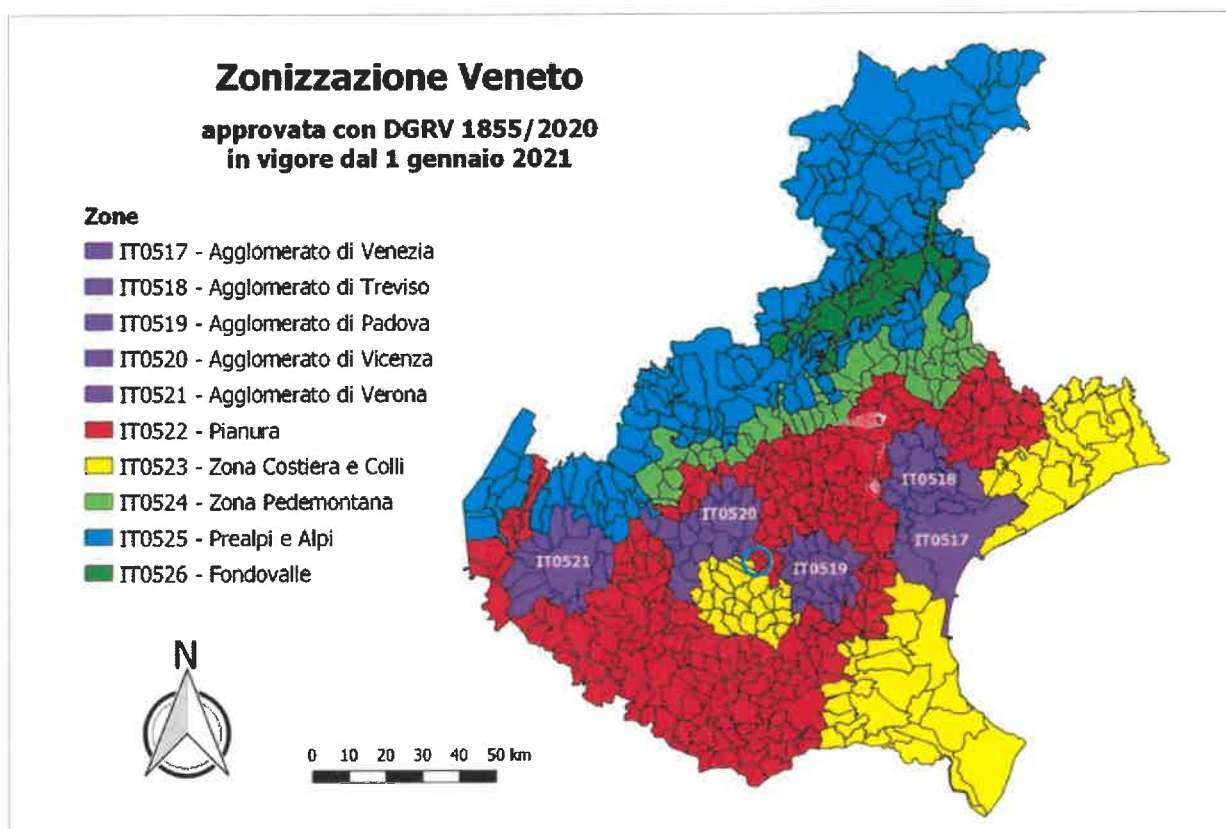 Zonizzazione Veneto
approvata con DGRV 1855/2020
in vigore dal 1 gennaio 2021
Zone
IT0517 - Agglomerato di Venezia
IT0518 - Agglomerato di Treviso
IT0519 - Agglomerato di Padova
IT0520 - Agglomerato di Vicenza
IT0521 - Agglomerato di Verona
IT0522 - Pianura
IT0523 - Zona Costiera e Colli
IT0524 - Zona Pedemontana
IT0525 - Prealpi e Alpi
IT0526 - Fondovalle
IT0518
IT0520
IT0517
IT0521
IT0519
N
0 10 20 30 40 50 km